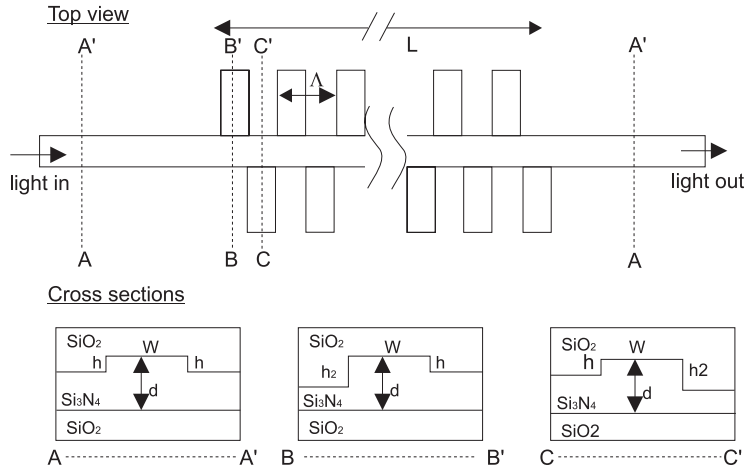 Top view
A' B' C' L A'
Λ
light in
light out
A B C A
Cross sections
SiO2 W h h d Si3N4 SiO2
SiO2 W h2 h d Si3N4 SiO2
SiO2 W h h2 d Si3N4 SiO2
A A' B B' C C'